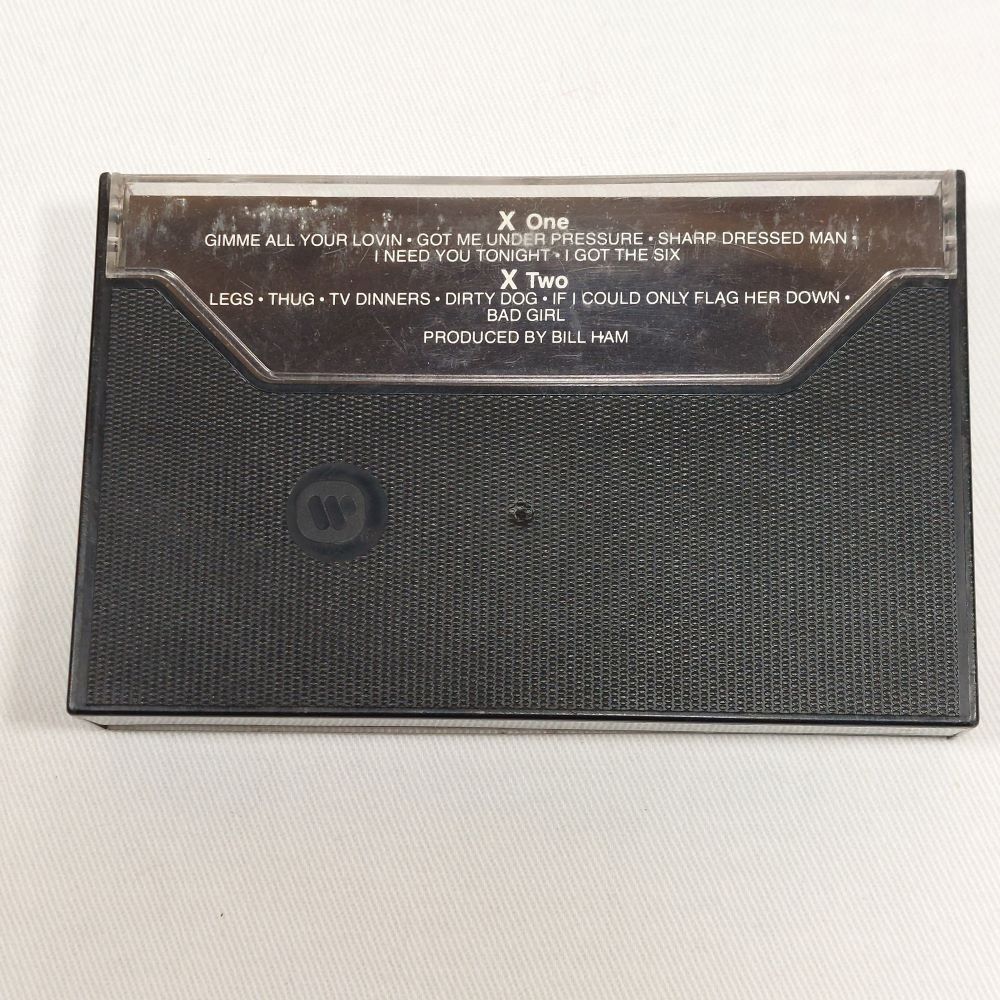 X One
GIMME ALL YOUR LOVIN • GOT ME UNDER PRESSURE • SHARP DRESSED MAN •
I NEED YOU TONIGHT • I GOT THE SIX
X Two
LEGS • THUG • TV DINNERS • DIRTY DOG • IF I COULD ONLY FLAG HER DOWN •
BAD GIRL
PRODUCED BY BILL HAM